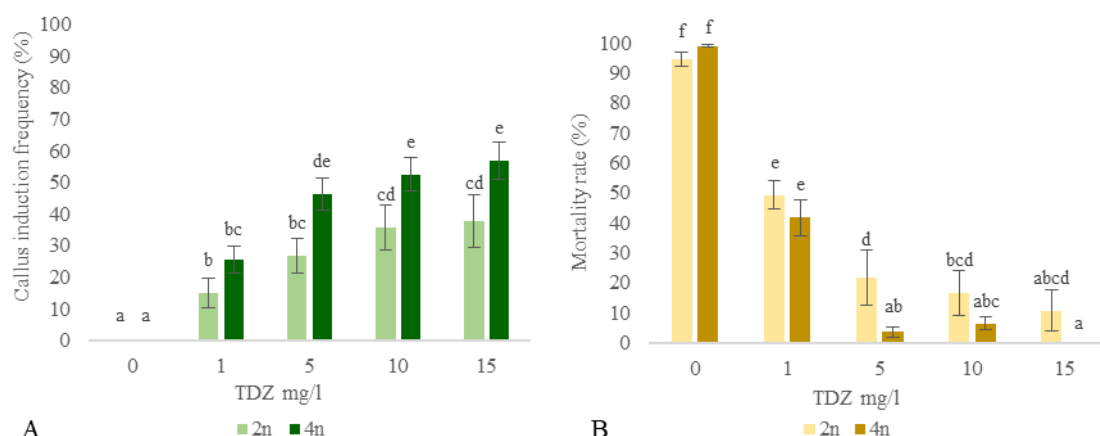 Callus induction frequency (%)
100
90
80
70
60
50
40
30
20
10
0
a a
b bc
bc de
cd e
cd e
0 1 5 10 15
TDZ mg/l
2n 4n
A
Mortality rate (%)
100
90
80
70
60
50
40
30
20
10
0
f f
e e
d ab
bcd abc
abcd a
0 1 5 10 15
TDZ mg/l
2n 4n
B